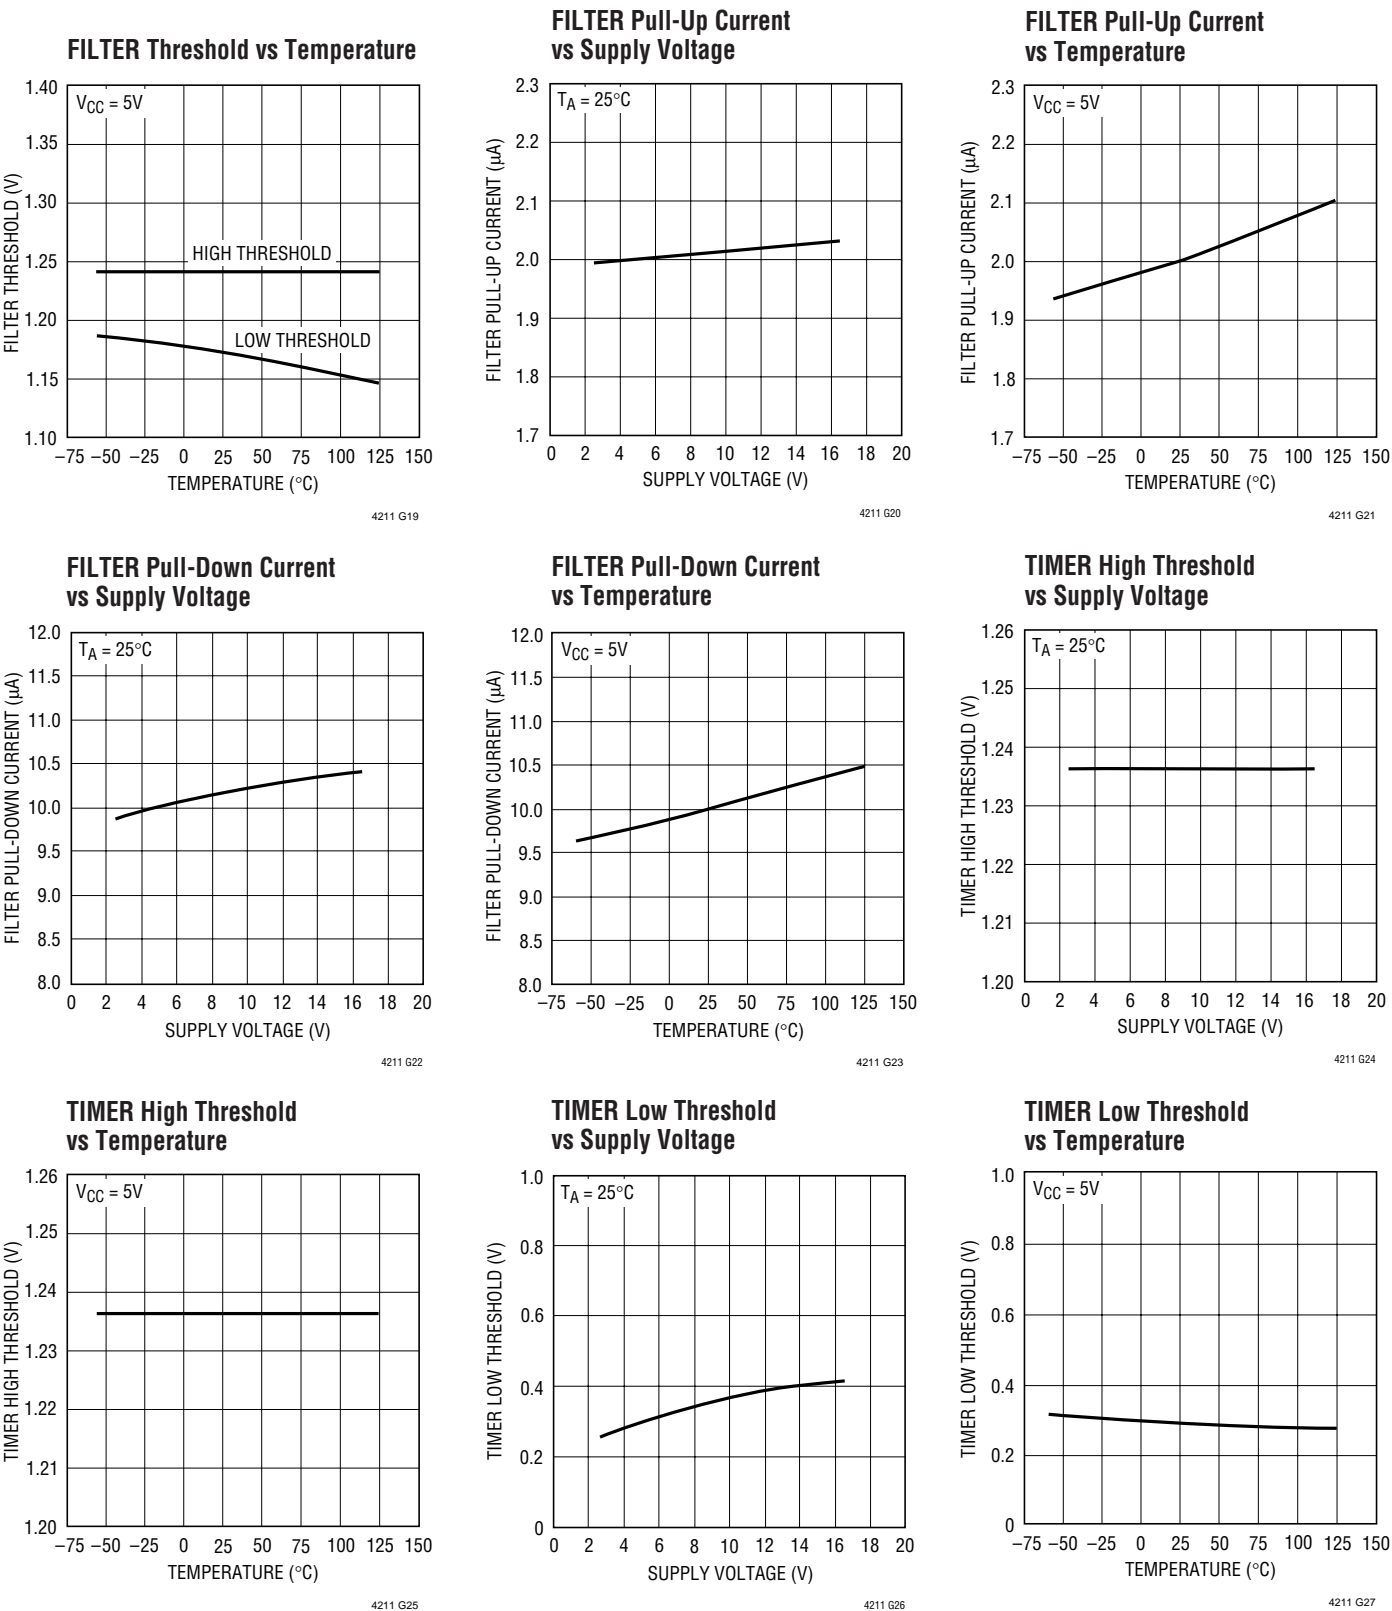 FILTER Threshold vs Temperature
1.40
1.35
1.30
1.25
1.20
1.15
1.10
FILTER THRESHOLD (V)
VCC = 5V
HIGH THRESHOLD
LOW THRESHOLD
–75 –50 –25 0 25 50 75 100 125 150
TEMPERATURE (°C)
4211 G19
FILTER Pull-Up Current
vs Supply Voltage
2.3
2.2
2.1
2.0
1.9
1.8
1.7
FILTER PULL-UP CURRENT (µA)
TA = 25°C
0 2 4 6 8 10 12 14 16 18 20
SUPPLY VOLTAGE (V)
4211 G20
FILTER Pull-Up Current
vs Temperature
2.3
2.2
2.1
2.0
1.9
1.8
1.7
FILTER PULL-UP CURRENT (µA)
VCC = 5V
–75 –50 –25 0 25 50 75 100 125 150
TEMPERATURE (°C)
4211 G21
FILTER Pull-Down Current
vs Supply Voltage
12.0
11.5
11.0
10.5
10.0
9.5
9.0
8.5
8.0
FILTER PULL-DOWN CURRENT (µA)
TA = 25°C
0 2 4 6 8 10 12 14 16 18 20
SUPPLY VOLTAGE (V)
4211 G22
FILTER Pull-Down Current
vs Temperature
12.0
11.5
11.0
10.5
10.0
9.5
9.0
8.5
8.0
FILTER PULL-DOWN CURRENT (µA)
VCC = 5V
–75 –50 –25 0 25 50 75 100 125 150
TEMPERATURE (°C)
4211 G23
TIMER High Threshold
vs Supply Voltage
1.26
1.25
1.24
1.23
1.22
1.21
1.20
TIMER HIGH THRESHOLD (V)
TA = 25°C
0 2 4 6 8 10 12 14 16 18 20
SUPPLY VOLTAGE (V)
4211 G24
TIMER High Threshold
vs Temperature
1.26
1.25
1.24
1.23
1.22
1.21
1.20
TIMER HIGH THRESHOLD (V)
VCC = 5V
–75 –50 –25 0 25 50 75 100 125 150
TEMPERATURE (°C)
4211 G25
TIMER Low Threshold
vs Supply Voltage
1.0
0.8
0.6
0.4
0.2
0
TIMER LOW THRESHOLD (V)
TA = 25°C
0 2 4 6 8 10 12 14 16 18 20
SUPPLY VOLTAGE (V)
4211 G26
TIMER Low Threshold
vs Temperature
1.0
0.8
0.6
0.4
0.2
0
TIMER LOW THRESHOLD (V)
VCC = 5V
–75 –50 –25 0 25 50 75 100 125 150
TEMPERATURE (°C)
4211 G27